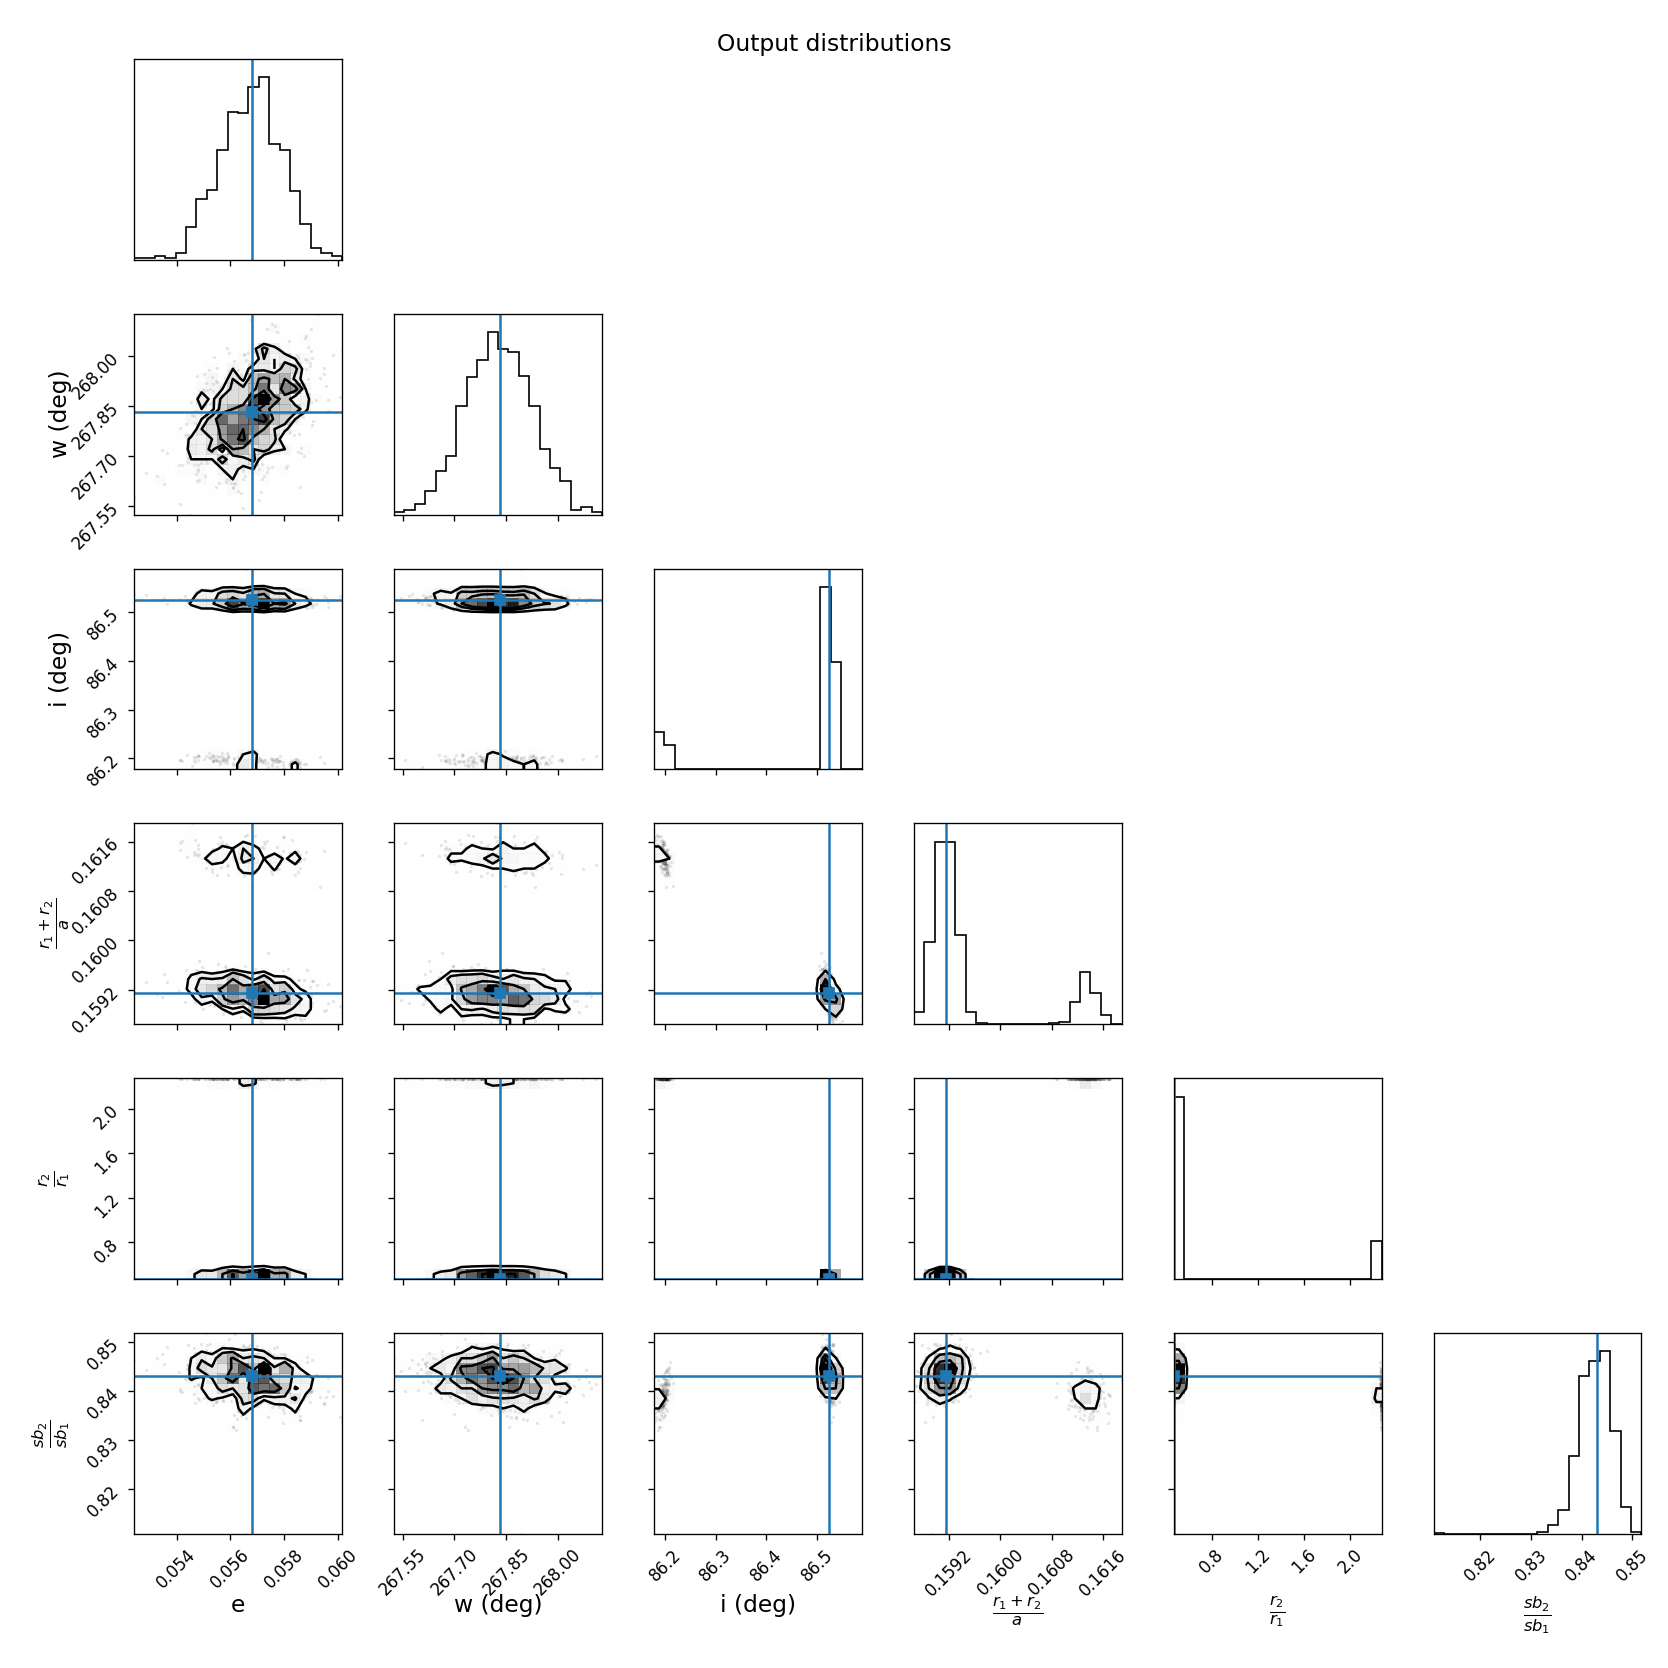 Output distributions
w (deg)
268.00
267.85
267.70
267.55
i (deg)
86.5
86.4
86.3
86.2
r₁ + r₂
a
0.1616
0.1608
0.1600
0.1592
r₂
r₁
2.0
1.6
1.2
0.8
sb₂
sb₁
0.85
0.84
0.83
0.82
0.054 0.056 0.058 0.060
267.55 267.70 267.85 268.00
86.2 86.3 86.4 86.5
0.1592 0.1600 0.1608 0.1616
0.8 1.2 1.6 2.0
0.82 0.83 0.84 0.85
e
w (deg)
i (deg)
r₁ + r₂
a
r₂
r₁
sb₂
sb₁